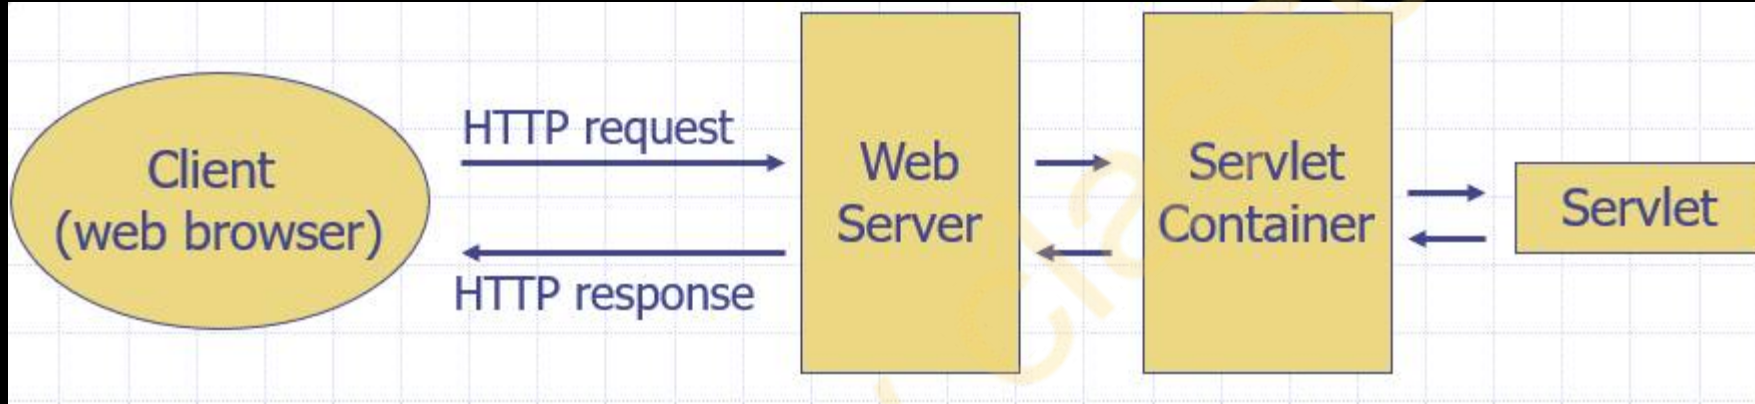 Client
(web browser)
HTTP request
HTTP response
Web
Server
Servlet
Container
Servlet